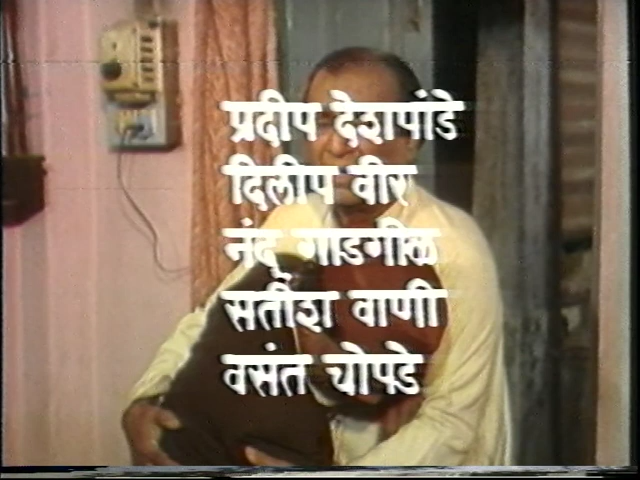 प्रदीप देशपांडे
दिलीप वीर
नंदू गाडगीळ
सतीश वाणी
वसंत चोपडे